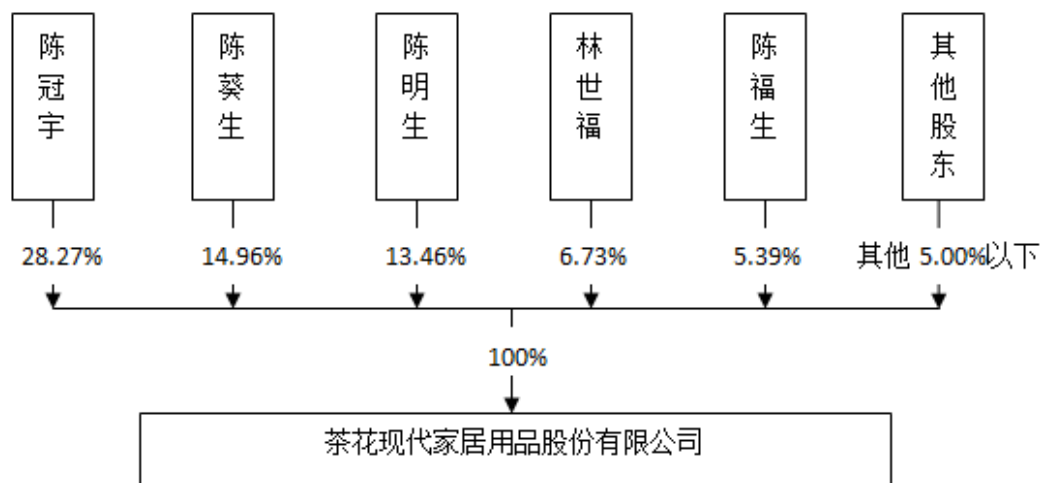 陈冠宇
陈葵生
陈明生
林世福
陈福生
其他股东
28.27%
14.96%
13.46%
6.73%
5.39%
其他 5.00%以下
100%
茶花现代家居用品股份有限公司